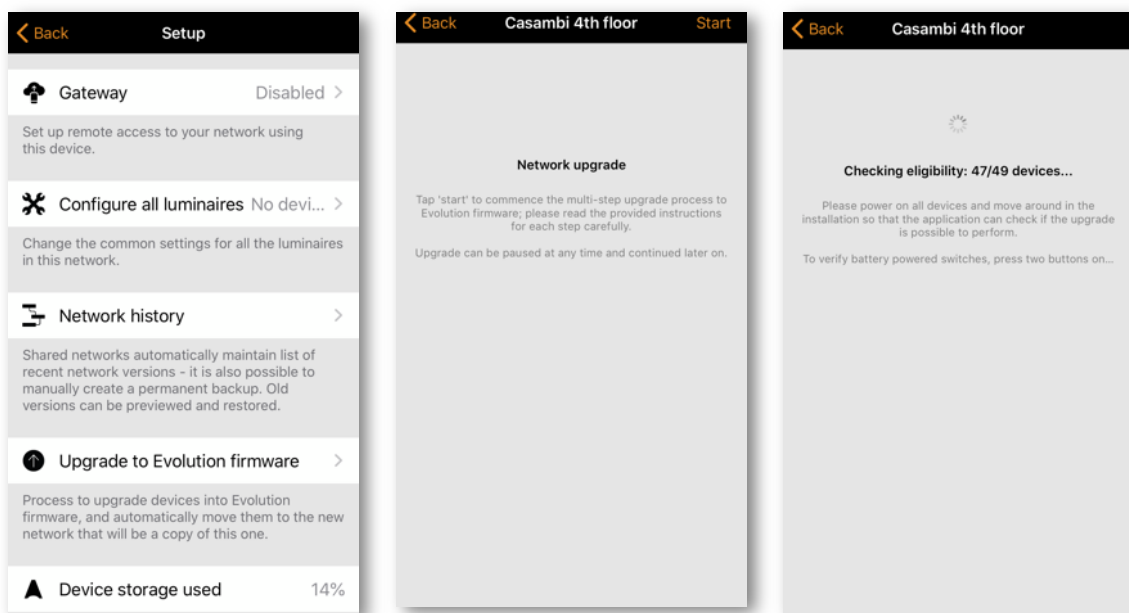 Back
Setup
Gateway
Disabled
Set up remote access to your network using
this device.
Configure all luminaires
No devi...
Change the common settings for all the luminaires
in this network.
Network history
Shared networks automatically maintain list of
recent network versions - it is also possible to
manually create a permanent backup. Old
versions can be previewed and restored.
Upgrade to Evolution firmware
Process to upgrade devices into Evolution
firmware, and automatically move them to the new
network that will be a copy of this one.
Device storage used
14%
Back
Casambi 4th floor
Start
Network upgrade
Tap 'start' to commence the multi-step upgrade process to
Evolution firmware; please read the provided instructions
for each step carefully.
Upgrade can be paused at any time and continued later on.
Back
Casambi 4th floor
Checking eligibility: 47/49 devices...
Please power on all devices and move around in the
installation so that the application can check if the upgrade
is possible to perform.
To verify battery powered switches, press two buttons on...